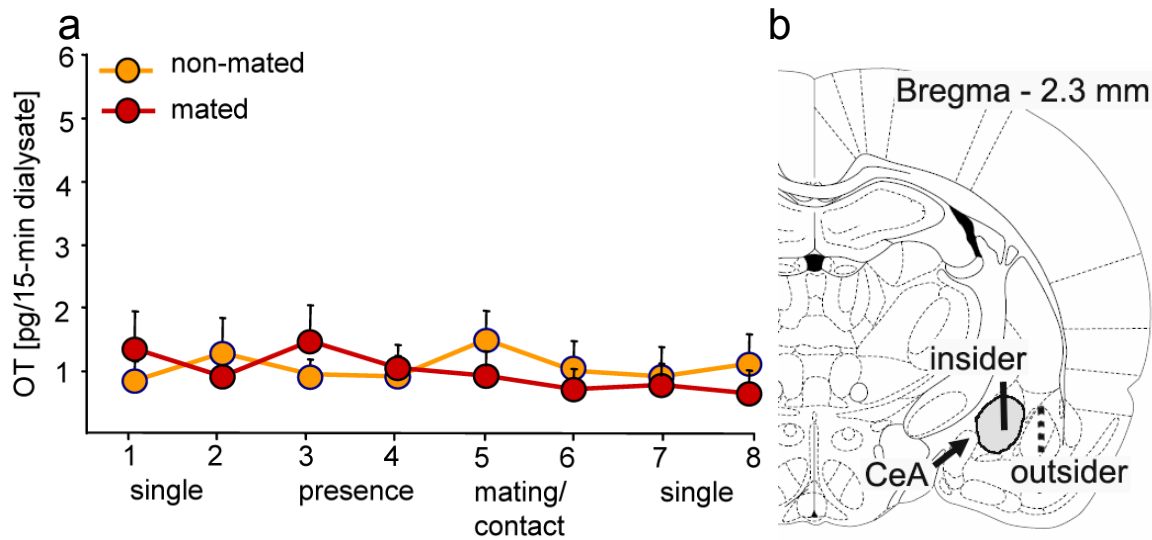 a
OT [pg/15-min dialysate]
6
5
4
3
2
1
non-mated
mated
1 2 3 4 5 6 7 8
single presence mating/ single
contact
b
Bregma - 2.3 mm
insider
CeA
outsider